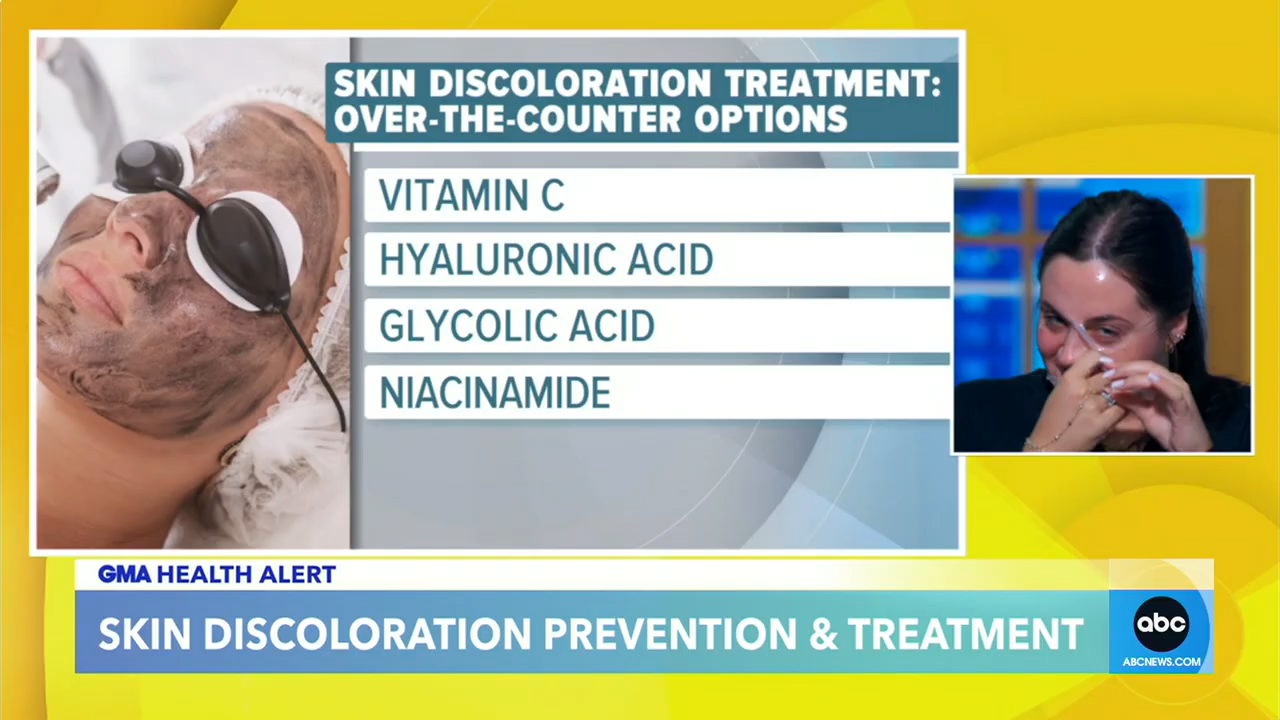 SKIN DISCOLORATION TREATMENT:
OVER-THE-COUNTER OPTIONS
VITAMIN C
HYALURONIC ACID
GLYCOLIC ACID
NIACINAMIDE
GMA HEALTH ALERT
SKIN DISCOLORATION PREVENTION & TREATMENT
abc
ABCNEWS.COM